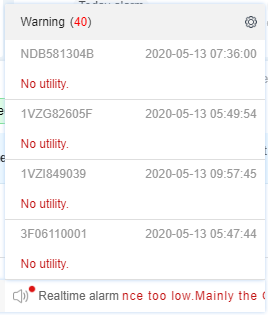 Warning (40)
NDB581304B 2020-05-13 07:36:00
No utility.
1VZG82605F 2020-05-13 05:49:54
No utility.
1VZI849039 2020-05-13 09:57:45
No utility.
3F06110001 2020-05-13 05:47:44
No utility.
Realtime alarm nce too low.Mainly the